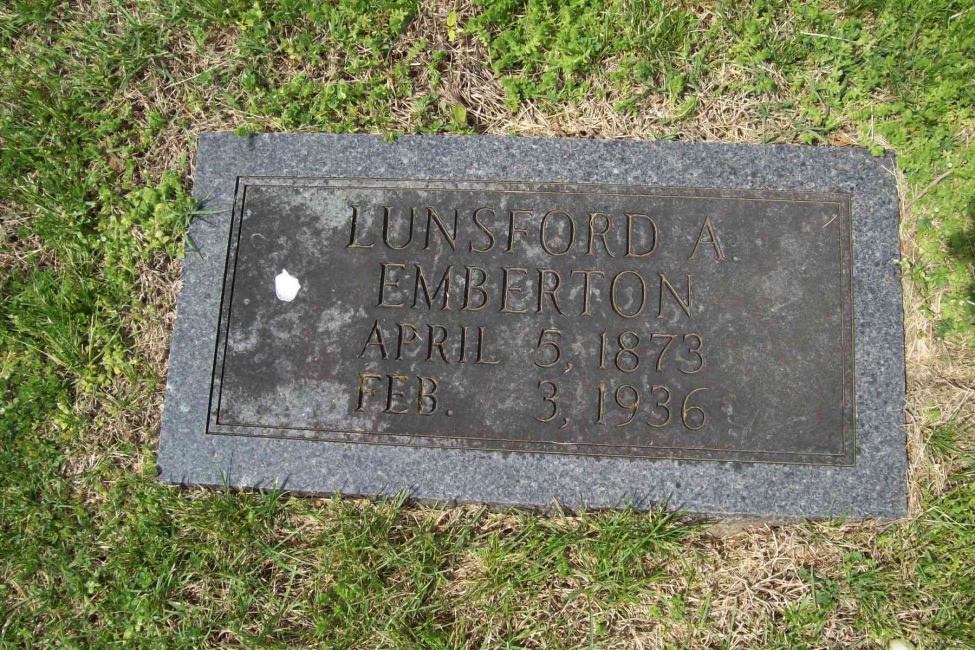 LUNSFORD A.
EMBERTON
APRIL 5, 1873
FEB. 3, 1936